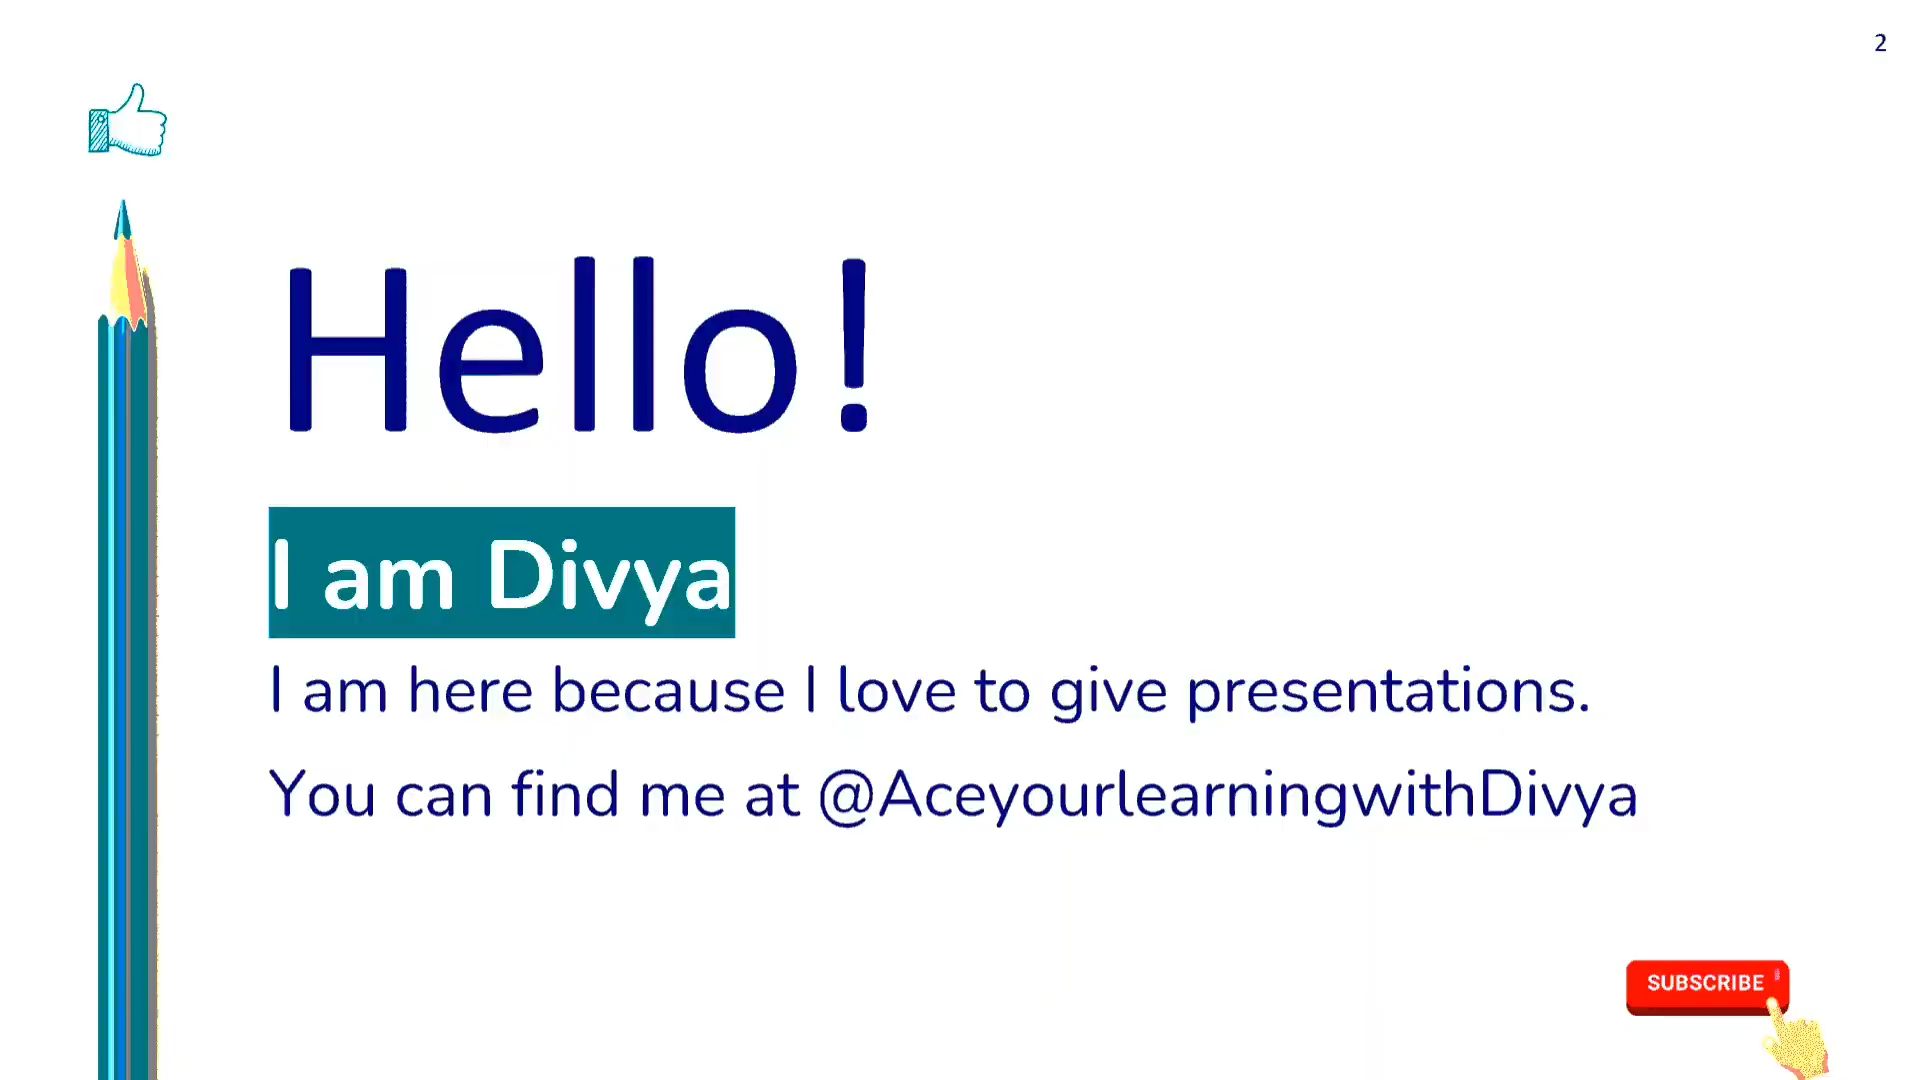 2
Hello!
I am Divya
I am here because I love to give presentations.
You can find me at @AceyourlearningwithDivya
SUBSCRIBE